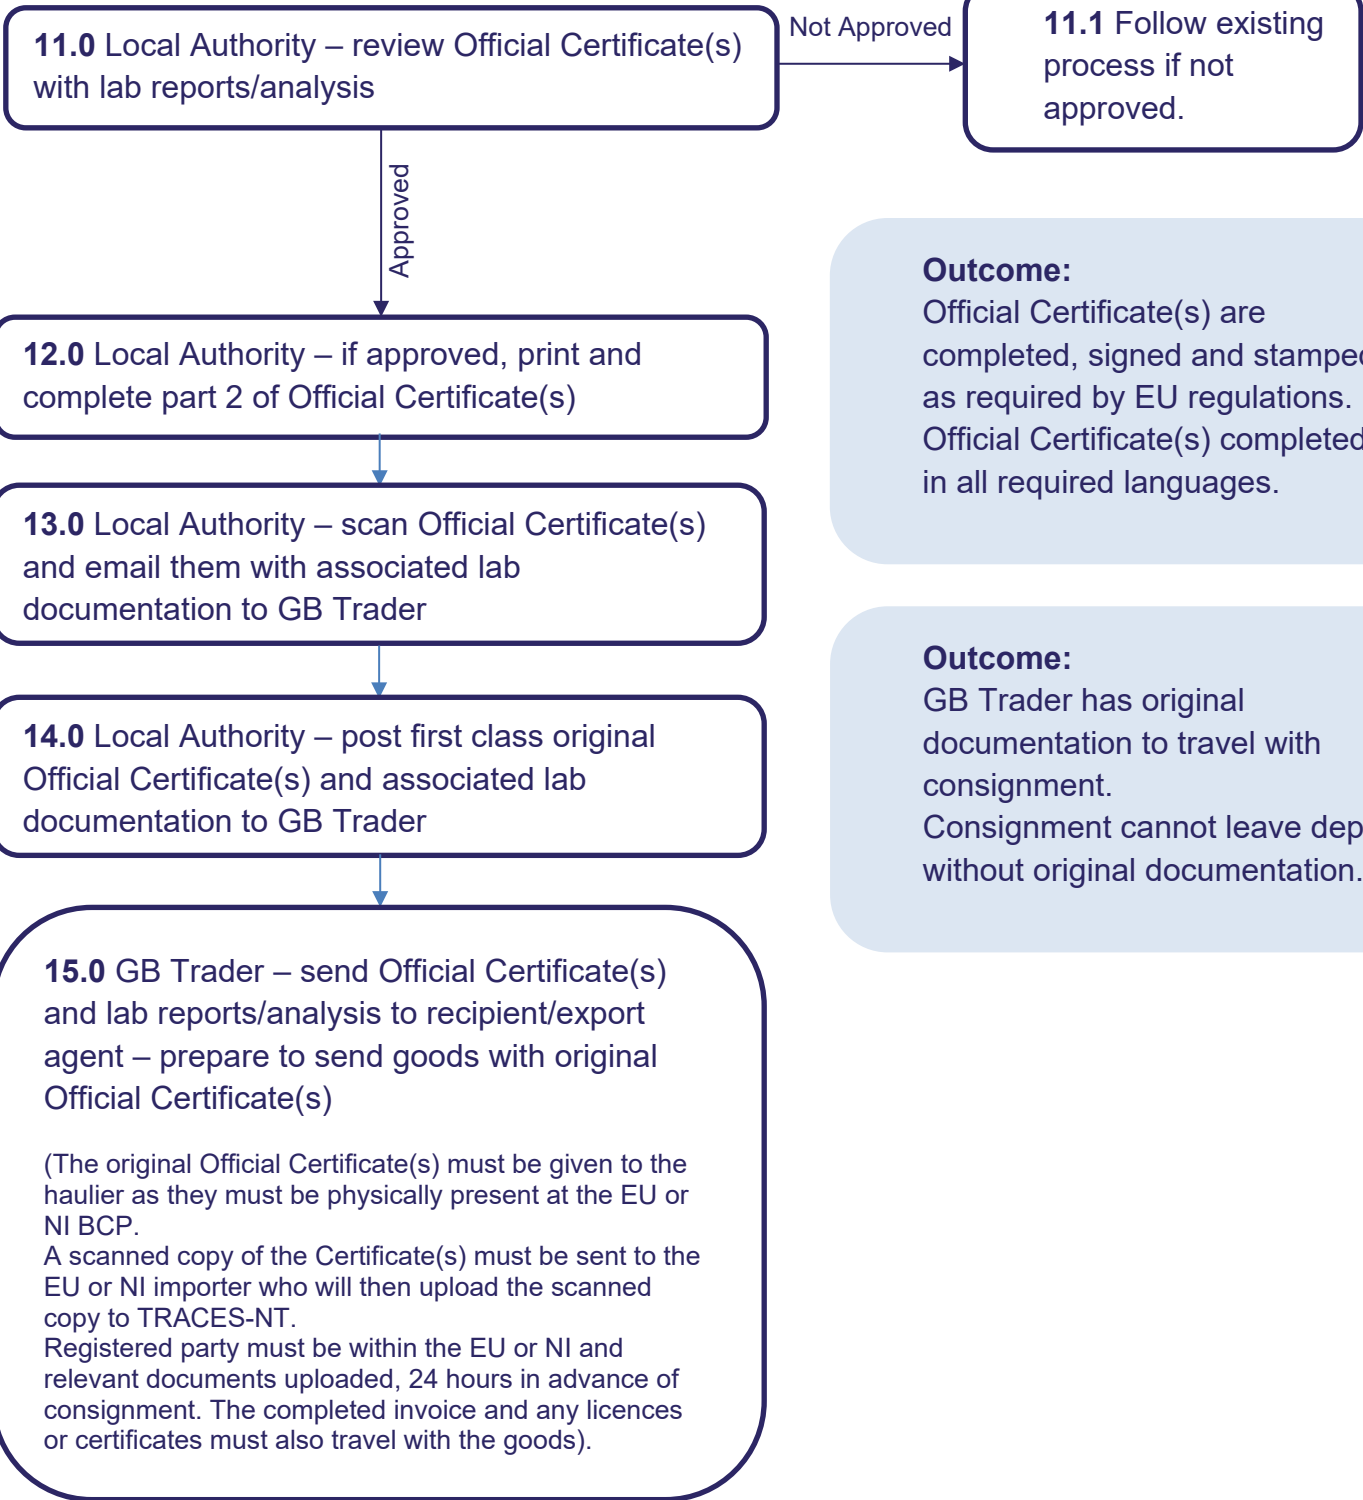 11.0 Local Authority – review Official Certificate(s)
with lab reports/analysis
Not Approved
11.1 Follow existing
process if not
approved.
Approved
12.0 Local Authority – if approved, print and
complete part 2 of Official Certificate(s)
Outcome:
Official Certificate(s) are
completed, signed and stamped
as required by EU regulations.
Official Certificate(s) completed
in all required languages.
13.0 Local Authority – scan Official Certificate(s)
and email them with associated lab
documentation to GB Trader
14.0 Local Authority – post first class original
Official Certificate(s) and associated lab
documentation to GB Trader
Outcome:
GB Trader has original
documentation to travel with
consignment.
Consignment cannot leave
without original documentation.
15.0 GB Trader – send Official Certificate(s)
and lab reports/analysis to recipient/export
agent – prepare to send goods with original
Official Certificate(s)
(The original Official Certificate(s) must be given to the
haulier as they must be physically present at the EU or
NI BCP.
A scanned copy of the Certificate(s) must be sent to the
EU or NI importer who will then upload the scanned
copy to TRACES-NT.
Registered party must be within the EU or NI and
relevant documents uploaded, 24 hours in advance of
consignment. The completed invoice and any licences
or certificates must also travel with the goods).